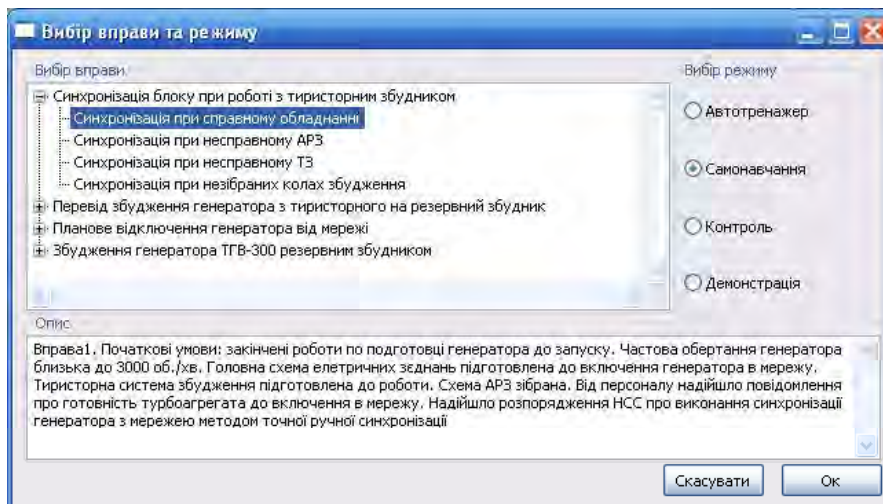 Вибір вправи та режиму
Вибір вправи
Вибір режиму
Синхронізація блоку при роботі з тиристорним збудником
Синхронізація при справному обладнанні
Синхронізація при несправному АРЗ
Синхронізація при несправному ТЗ
Синхронізація при незібраних колах збудження
Перевід збудження генератора з тиристорного на резервний збудник
Планове відключення генератора від мережі
Збудження генератора ТГВ-300 резервним збудником
Автотренажер
Самонавчання
Контроль
Демонстрація
Опис
Вправа1. Початкові умови: закінчені роботи по подготовці генератора до запуску. Частова обертання генератора
близька до 3000 об./хв. Головна схема елетричних зєднань підготовлена до включення генератора в мережу.
Тиристорна система збудження підготовлена до роботи. Схема АРЗ зібрана. Від персоналу надійшло повідомлення
про готовність турбоагрегата до включення в мережу. Надійшло розпорядження НСС про виконання синхронізації
генератора з мережею методом точної ручної синхронізації
Скасувати
Ок